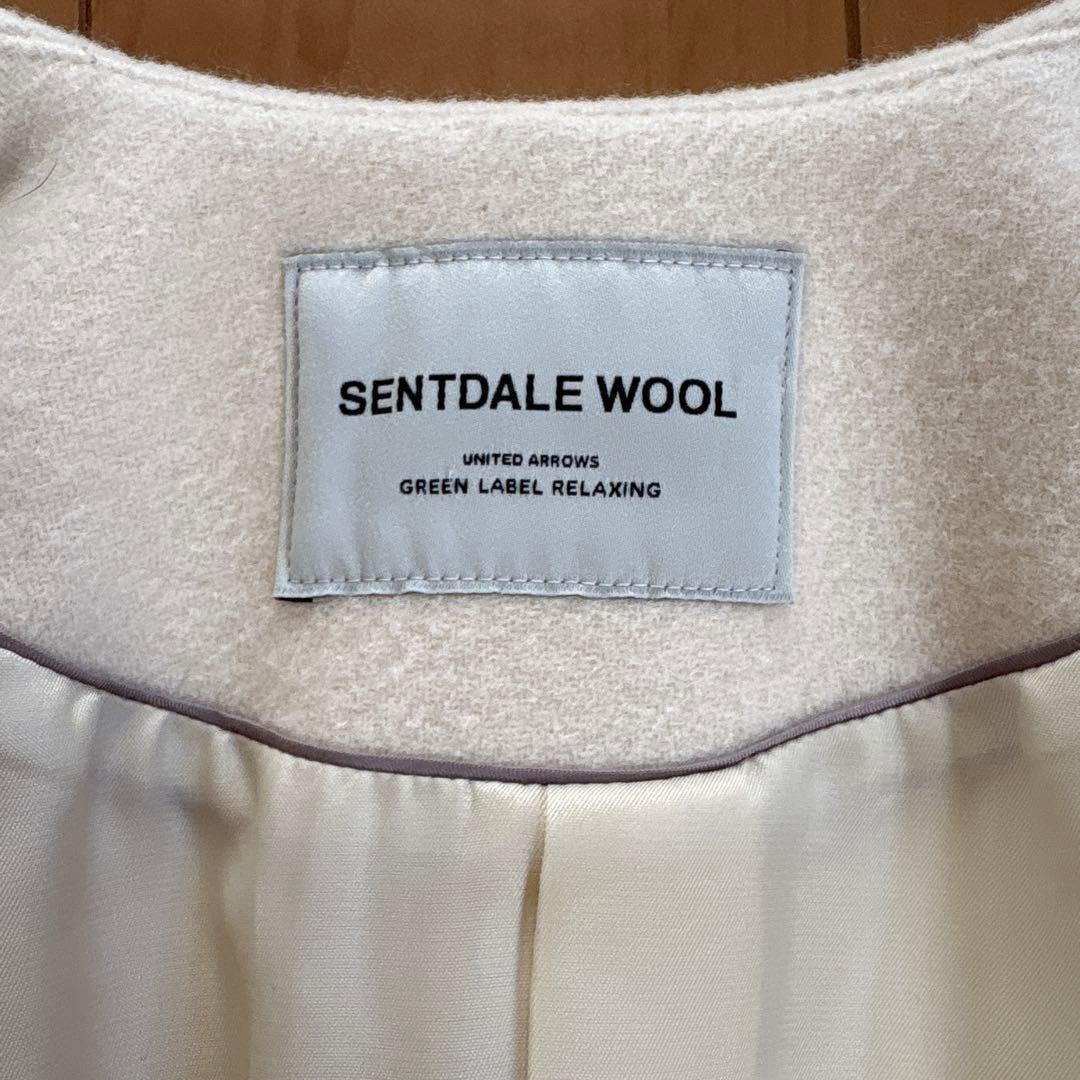 SENTDALE WOOL
UNITED ARROWS
GREEN LABEL RELAXING